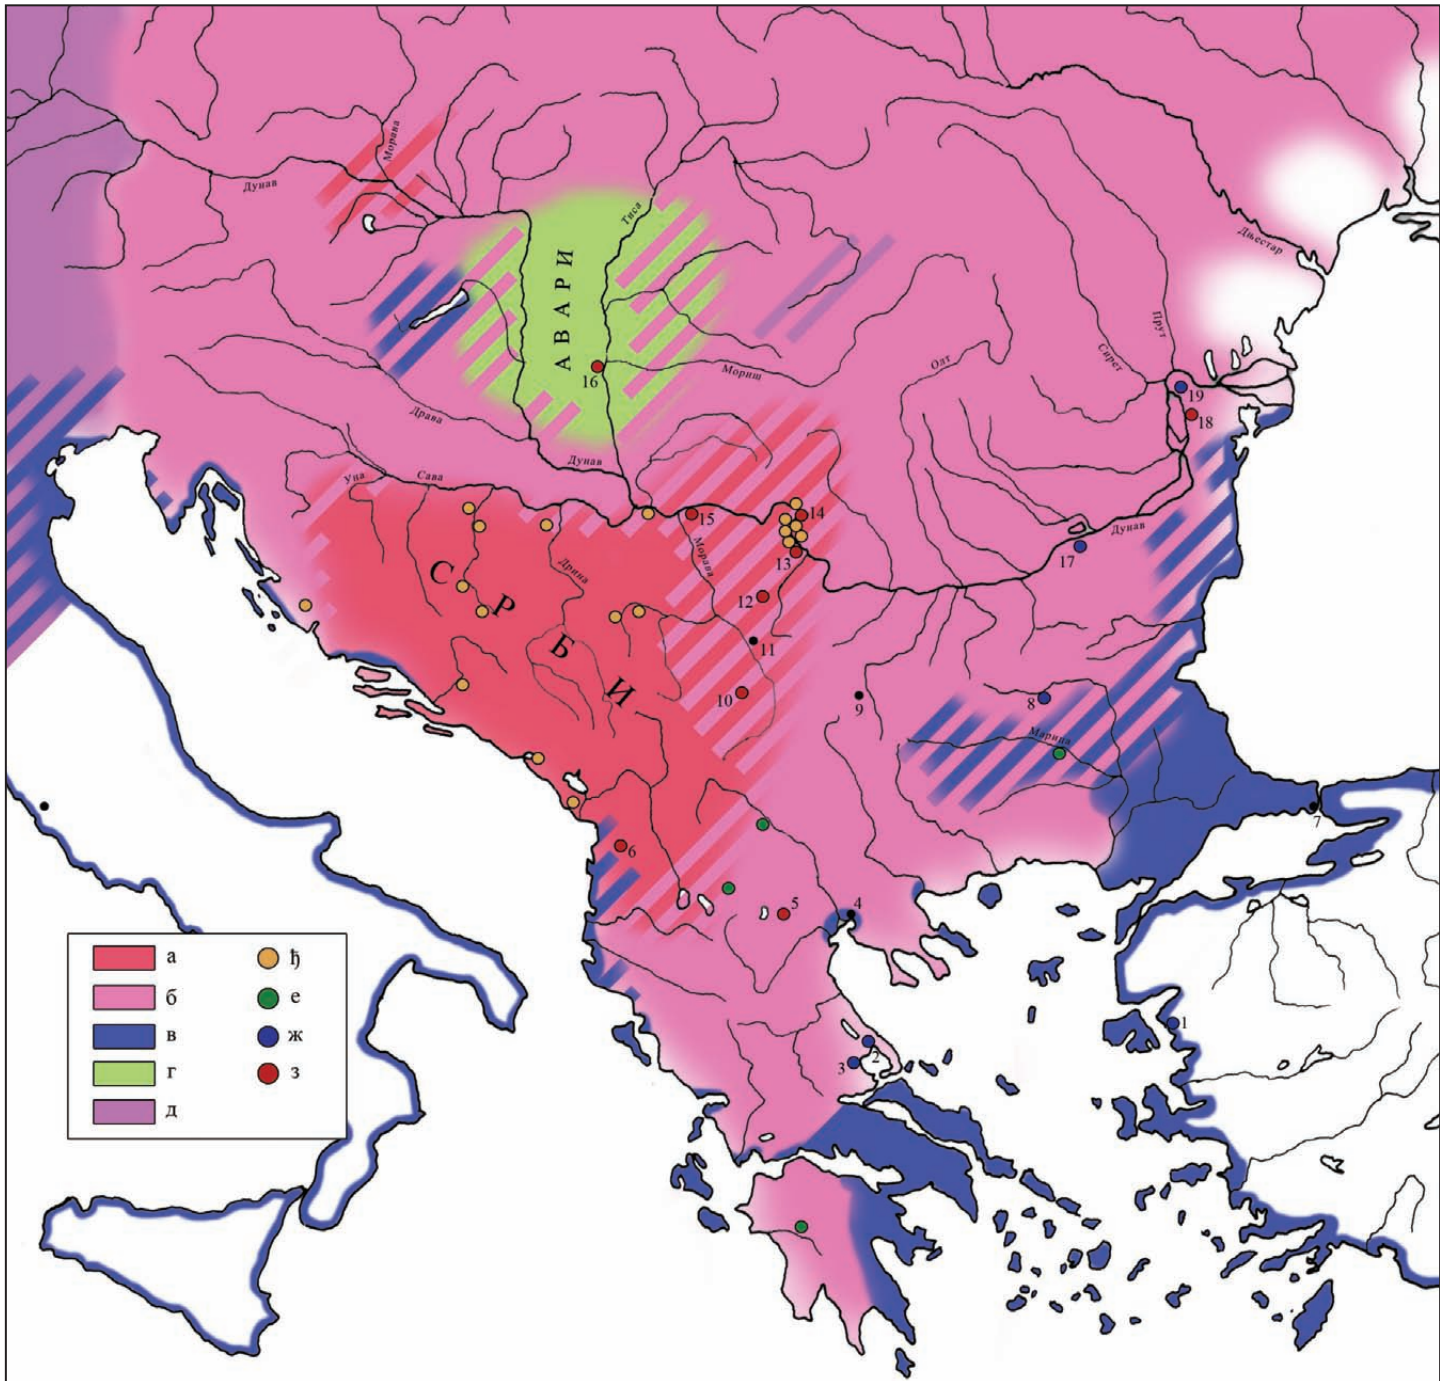 Морава
Дунав
Тиса
АВАРИ
Дњестар
Прут
Сирет
Олт
Мориш
16
19
18
Драва
Дунав
Уна
Сава
Дунав
15
14
Морава
13
17
Дрина
12
11
СРБИ
10
9
8
Марица
7
6
5
4
а
б
в
г
д
ђ
е
ж
з
1
2
3